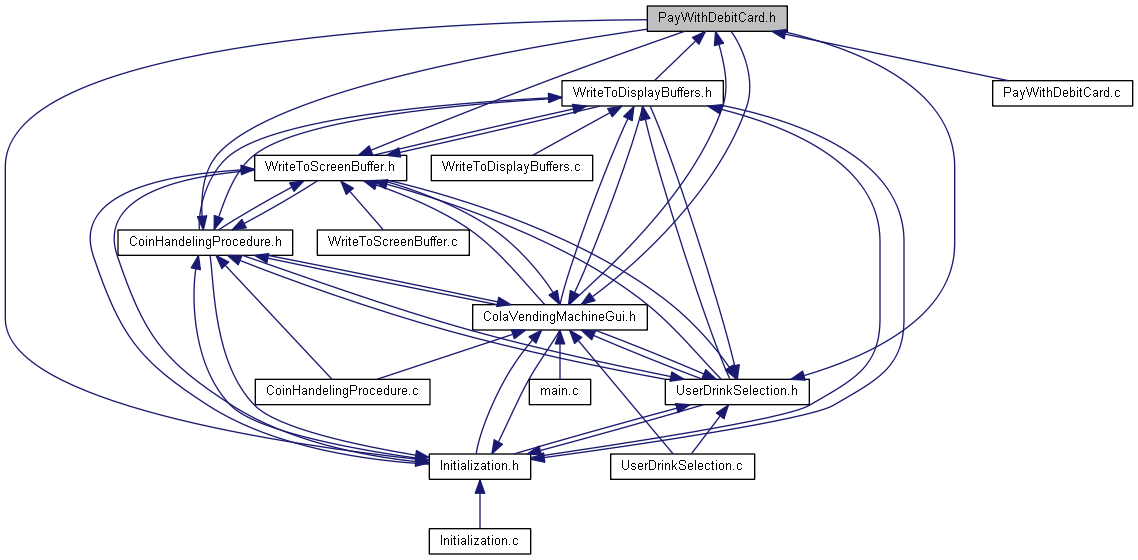 PayWithDebitCard.h
WriteToDisplayBuffers.h
PayWithDebitCard.c
WriteToScreenBuffer.h
WriteToDisplayBuffers.c
CoinHandelingProcedure.h
WriteToScreenBuffer.c
ColaVendingMachineGui.h
CoinHandelingProcedure.c
main.c
UserDrinkSelection.h
Initialization.h
UserDrinkSelection.c
Initialization.c